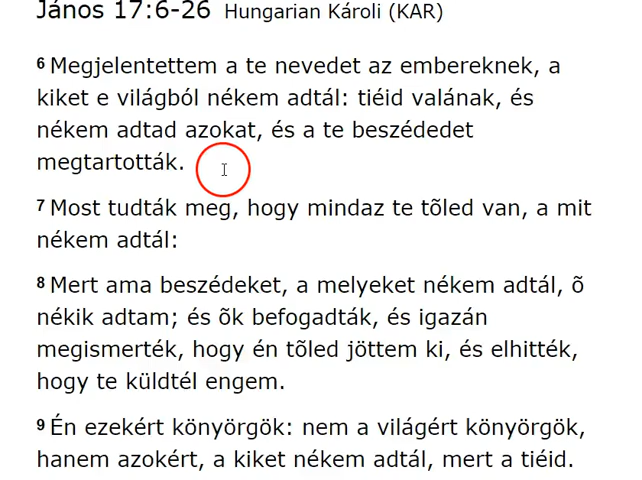 János 17:6-26 Hungarian Károli (KAR)
6 Megjelentettem a te nevedet az embereknek, a
kiket e világból nékem adtál: tiéid valának, és
nékem adtad azokat, és a te beszédedet
megtartották.
7 Most tudták meg, hogy mindaz te tõled van, a mit
nékem adtál:
8 Mert ama beszédeket, a melyeket nékem adtál, õ
nékik adtam; és õk befogadták, és igazán
megismerték, hogy én tõled jöttem ki, és elhitték,
hogy te küldtél engem.
9 Én ezekért könyörgök: nem a világért könyörgök,
hanem azokért, a kiket nékem adtál, mert a tiéid.